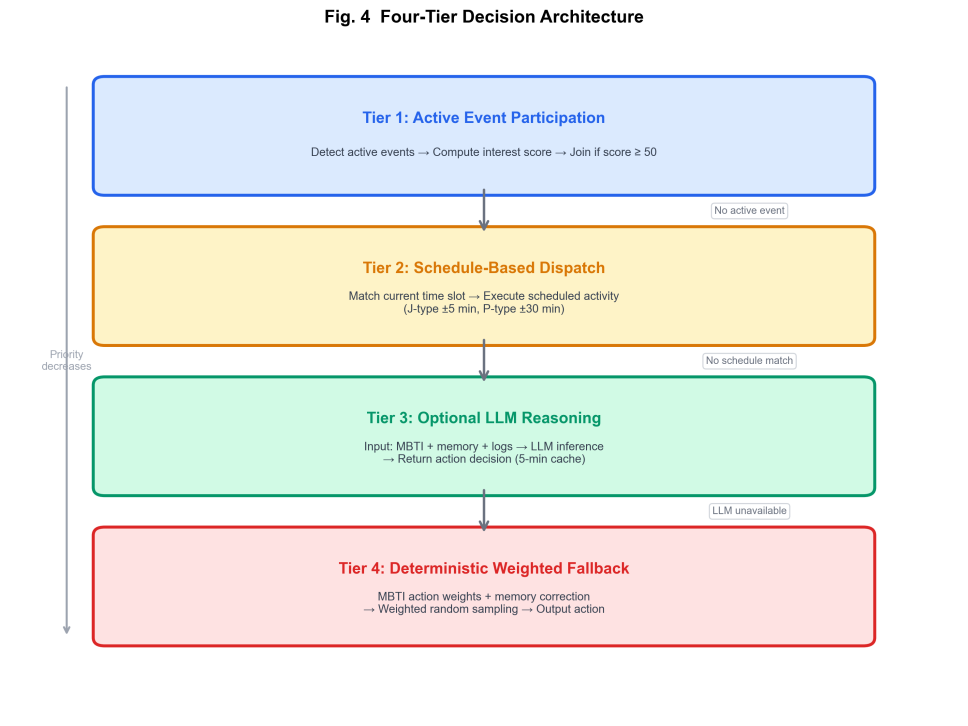 Fig. 4  Four-Tier Decision Architecture
Tier 1: Active Event Participation
Detect active events → Compute interest score → Join if score ≥ 50
No active event
Tier 2: Schedule-Based Dispatch
Match current time slot → Execute scheduled activity
(J-type ±5 min, P-type ±30 min)
Priority
decreases
No schedule match
Tier 3: Optional LLM Reasoning
Input: MBTI + memory + logs → LLM inference
→ Return action decision (5-min cache)
LLM unavailable
Tier 4: Deterministic Weighted Fallback
MBTI action weights + memory correction
→ Weighted random sampling → Output action